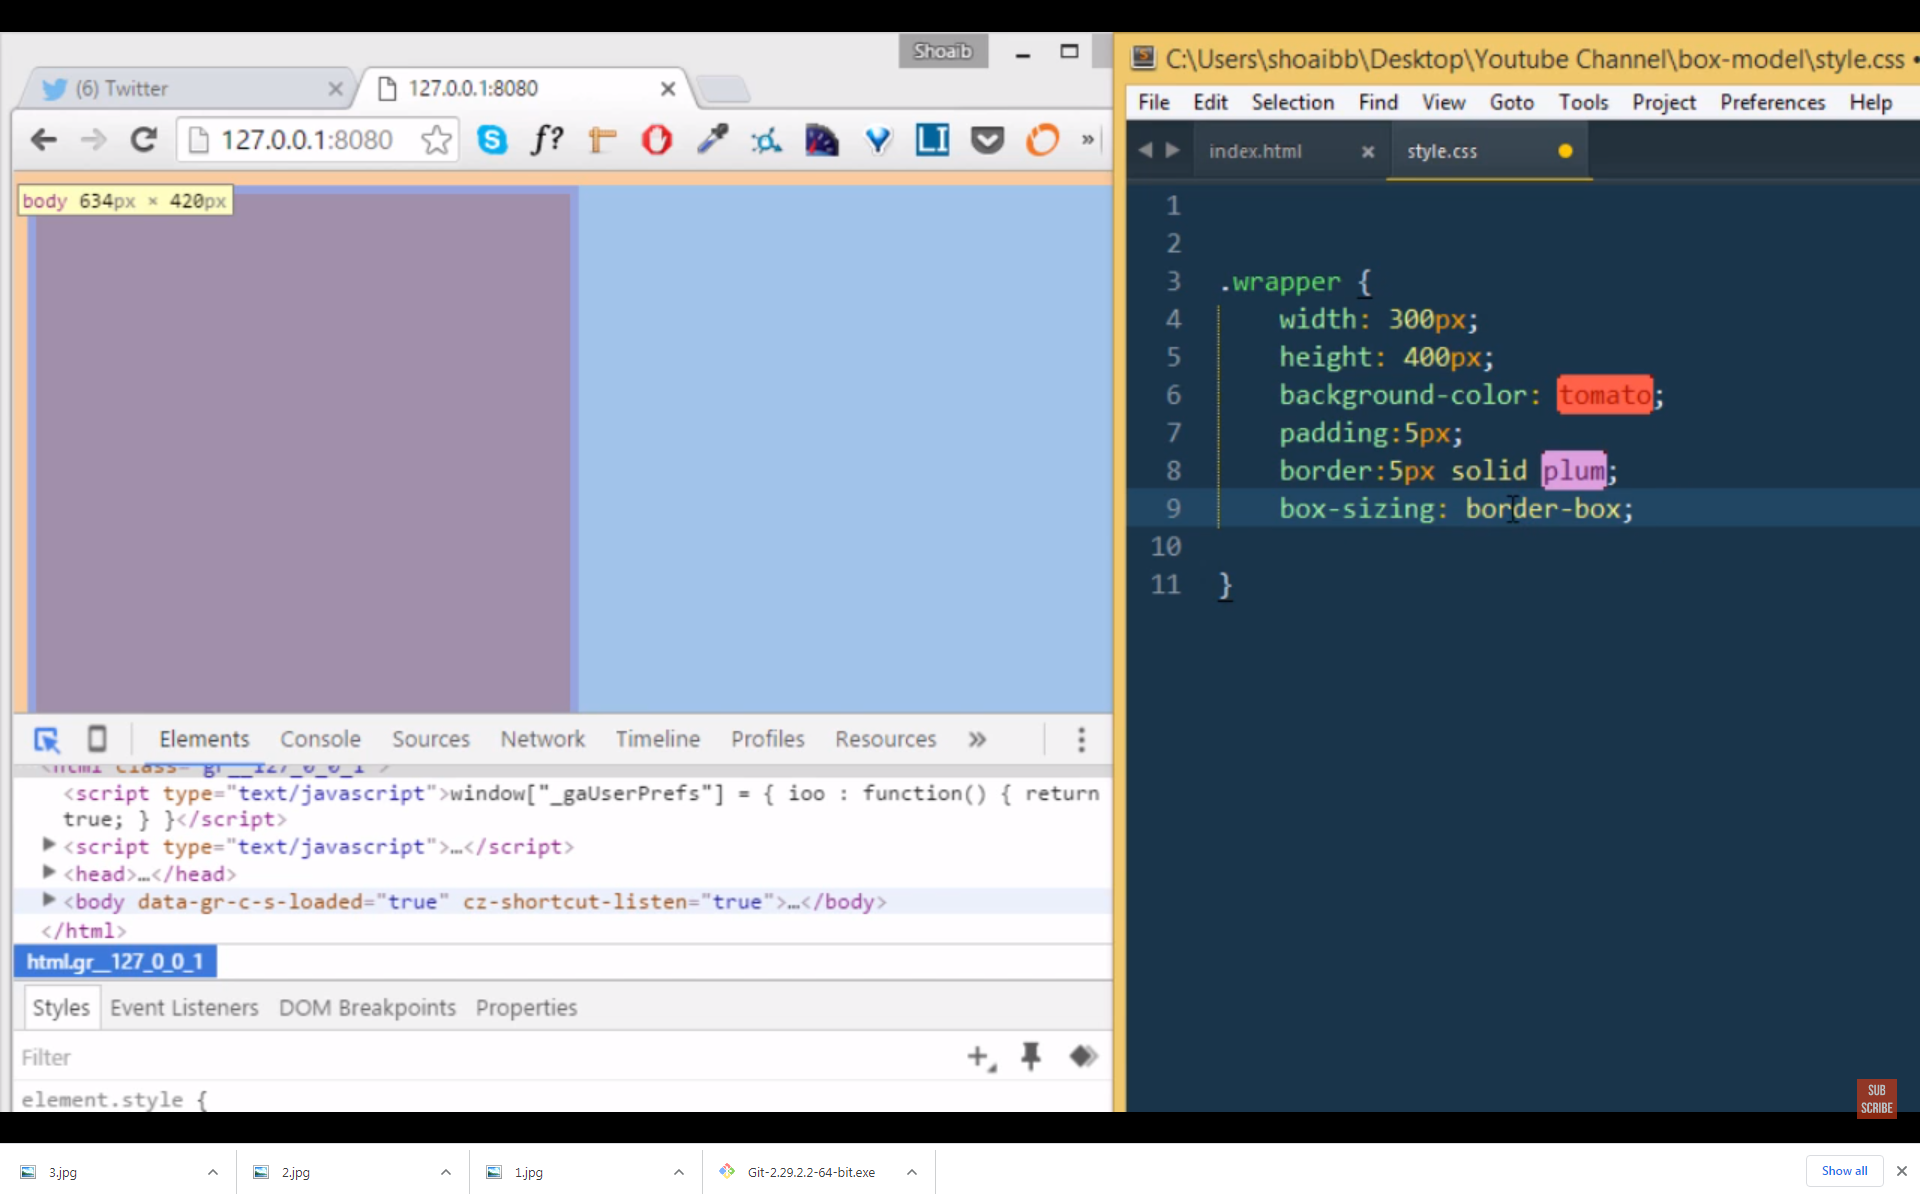 Shoaib
(6) Twitter
127.0.0.1:8080
127.0.0.1:8080
f?
LI
»
body 634px × 420px
Elements Console Sources Network Timeline Profiles Resources »
<html class="gr__127_0_0_1">
<script type="text/javascript">window["_gaUserPrefs"] = { ioo : function() { return
true; } }</script>
<script type="text/javascript">…</script>
<head>…</head>
<body data-gr-c-s-loaded="true" cz-shortcut-listen="true">…</body>
</html>
html.gr__127_0_0_1
Styles Event Listeners DOM Breakpoints Properties
Filter
element.style {
C:\Users\shoaibb\Desktop\Youtube Channel\box-model\style.css •
File Edit Selection Find View Goto Tools Project Preferences Help
index.html
style.css
1
2
3 .wrapper {
4 width: 300px;
5 height: 400px;
6 background-color: tomato;
7 padding:5px;
8 border:5px solid plum;
9 box-sizing: border-box;
10
11 }
SUB
SCRIBE
3.jpg
2.jpg
1.jpg
Git-2.29.2.2-64-bit.exe
Show all